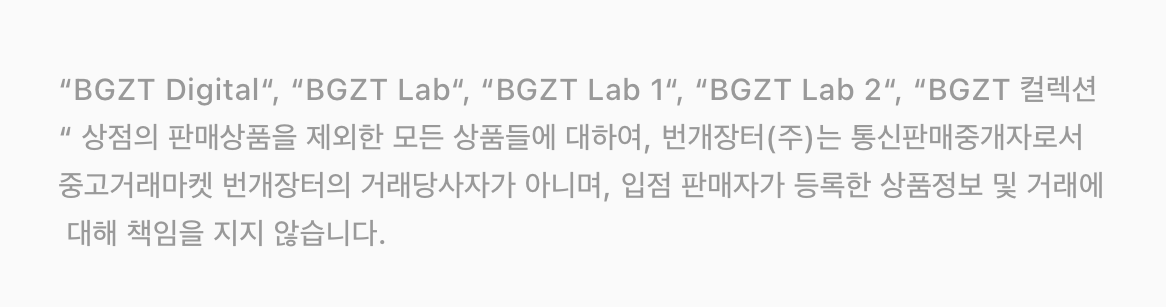 “BGZT Digital“, “BGZT Lab“, “BGZT Lab 1“, “BGZT Lab 2“, “BGZT 컬렉션
“ 상점의 판매상품을 제외한 모든 상품들에 대하여, 번개장터(주)는 통신판매중개자로서
중고거래마켓 번개장터의 거래당사자가 아니며, 입점 판매자가 등록한 상품정보 및 거래에
대해 책임을 지지 않습니다.